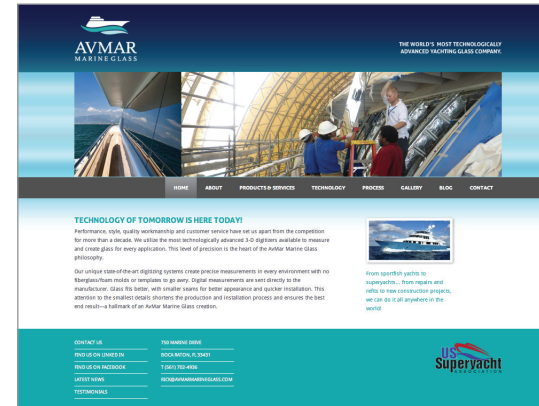 AVMAR
MARINE GLASS
THE WORLD'S MOST TECHNOLOGICALLY
ADVANCED YACHTING GLASS COMPANY.
HOME ABOUT PRODUCTS & SERVICES TECHNOLOGY PROCESS GALLERY BLOG CONTACT
TECHNOLOGY OF TOMORROW IS HERE TODAY!
Performance, style, quality workmanship and customer service have set us apart from the competition
for more than a decade. We utilize the most technologically advanced 3-D digitizers available to measure
and create glass for every application. This level of precision is the heart of the AvMar Marine Glass
philosophy.
Our unique state-of-the-art digitizing systems create precise measurements in every environment with no
fiberglass/foam molds or templates to go awry. Digital measurements are sent directly to the
manufacturer. Glass fits better, with smaller seams for better appearance and quicker installation. This
attention to the smallest details shortens the production and installation process and ensures the best
end result—a hallmark of an AvMar Marine Glass creation.
From sportfish yachts to
superyachts... from repairs and
refits to new construction projects,
we can do it all anywhere in the
world!
CONTACT US
FIND US ON LINKED IN
FIND US ON FACEBOOK
LATEST NEWS
TESTIMONIALS
750 MARINE DRIVE
BOCA RATON, FL 33431
T (561) 702-4936
RICK@AVMARMARINEGLASS.COM
US
Superyacht
ASSOCIATION